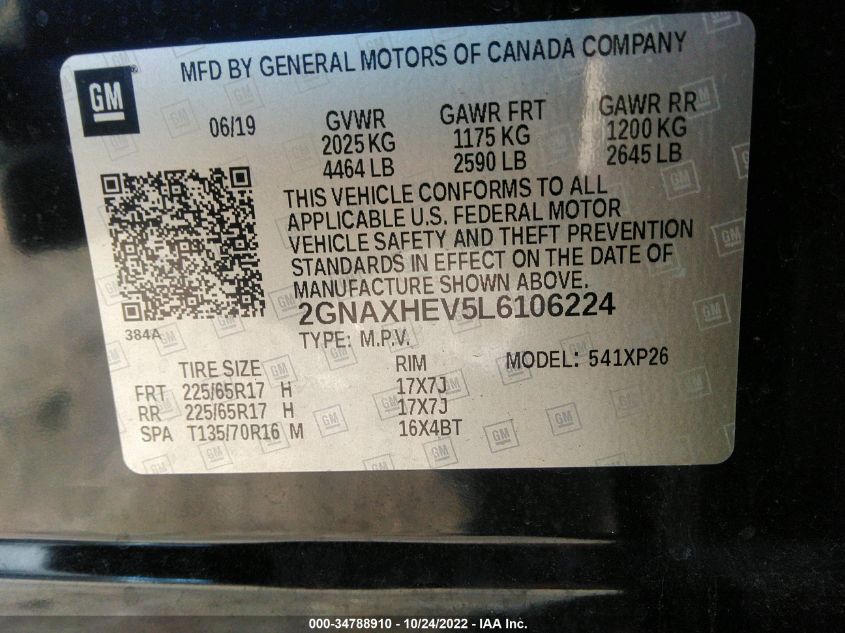 MFD BY GENERAL MOTORS OF CANADA COMPANY
GM
06/19
GVWR GAWR FRT GAWR RR
2025 KG 1175 KG 1200 KG
4464 LB 2590 LB 2645 LB
THIS VEHICLE CONFORMS TO ALL
APPLICABLE U.S. FEDERAL MOTOR
VEHICLE SAFETY AND THEFT PREVENTION
STANDARDS IN EFFECT ON THE DATE OF
MANUFACTURE SHOWN ABOVE.
384A
2GNAXHEV5L6106224
TYPE: M.P.V.
TIRE SIZE RIM MODEL: 541XP26
FRT 225/65R17 H 17X7J
RR 225/65R17 H 17X7J
SPA T135/70R16 M 16X4BT
000-34788910 - 10/24/2022 - IAA Inc.